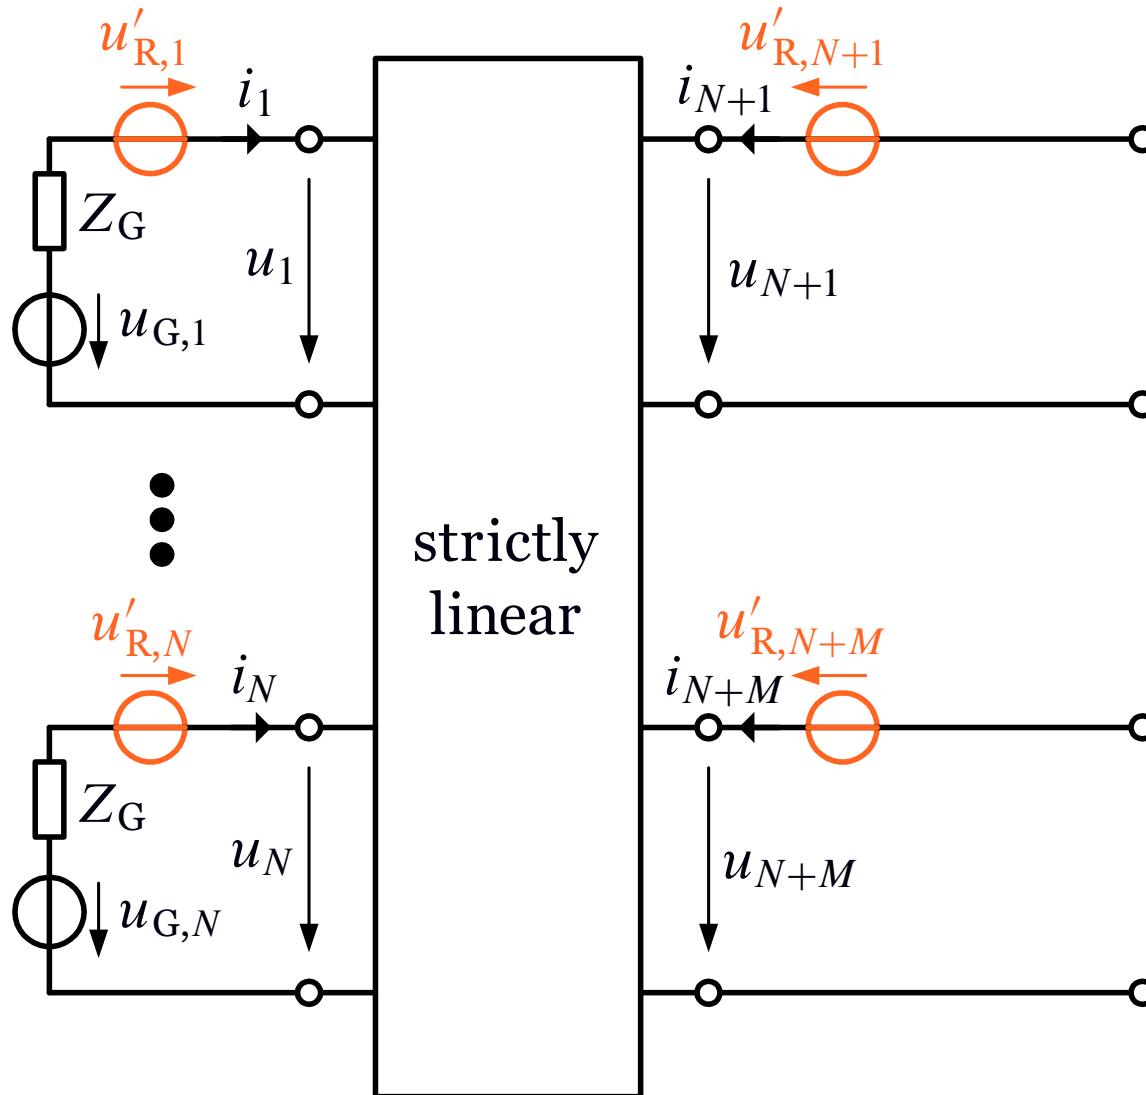 u′R,1
u′R,N+1
i1
iN+1
ZG
u1
uN+1
uG,1
strictly
linear
u′R,N
u′R,N+M
iN
iN+M
ZG
uN
uN+M
uG,N